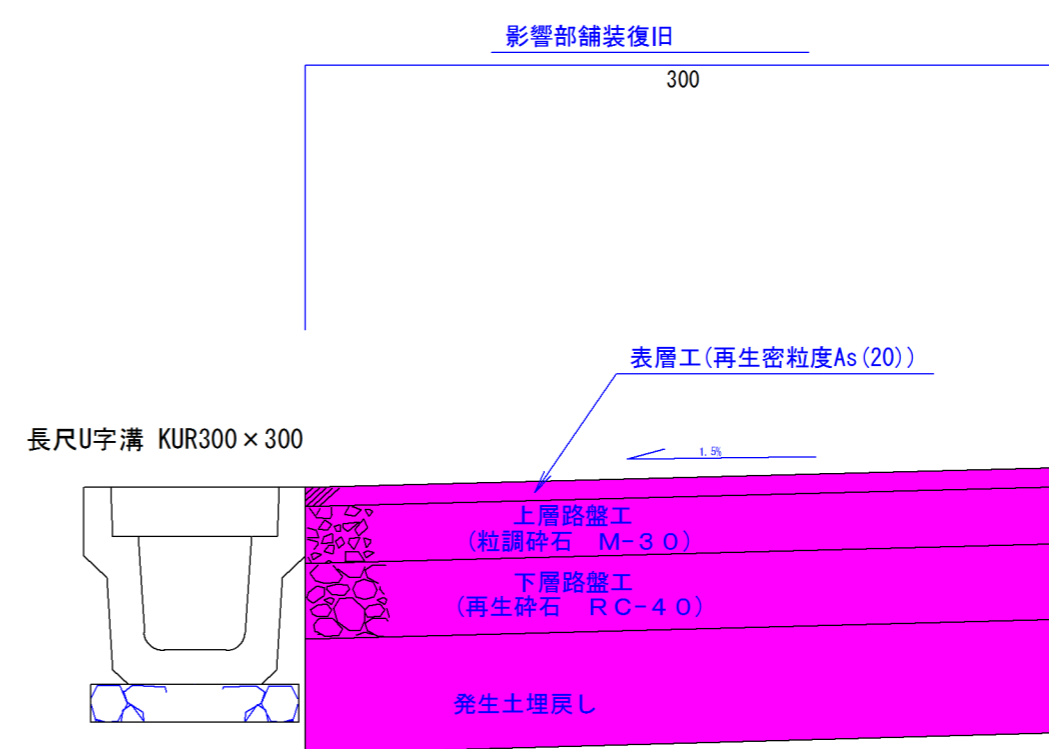 影響部舗装復旧
300
表層工(再生密粒度As(20))
長尺U字溝 KUR300×300
1.5%
上層路盤工
(粒調砕石 M-30)
下層路盤工
(再生砕石 RC-40)
発生土埋戻し